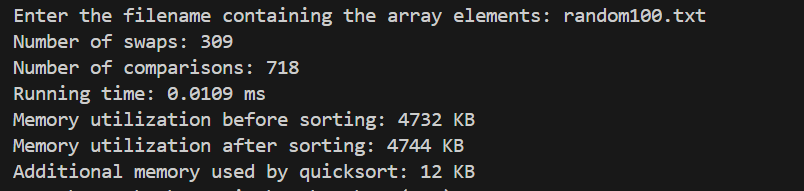 Enter the filename containing the array elements: random100.txt
Number of swaps: 309
Number of comparisons: 718
Running time: 0.0109 ms
Memory utilization before sorting: 4732 KB
Memory utilization after sorting: 4744 KB
Additional memory used by quicksort: 12 KB